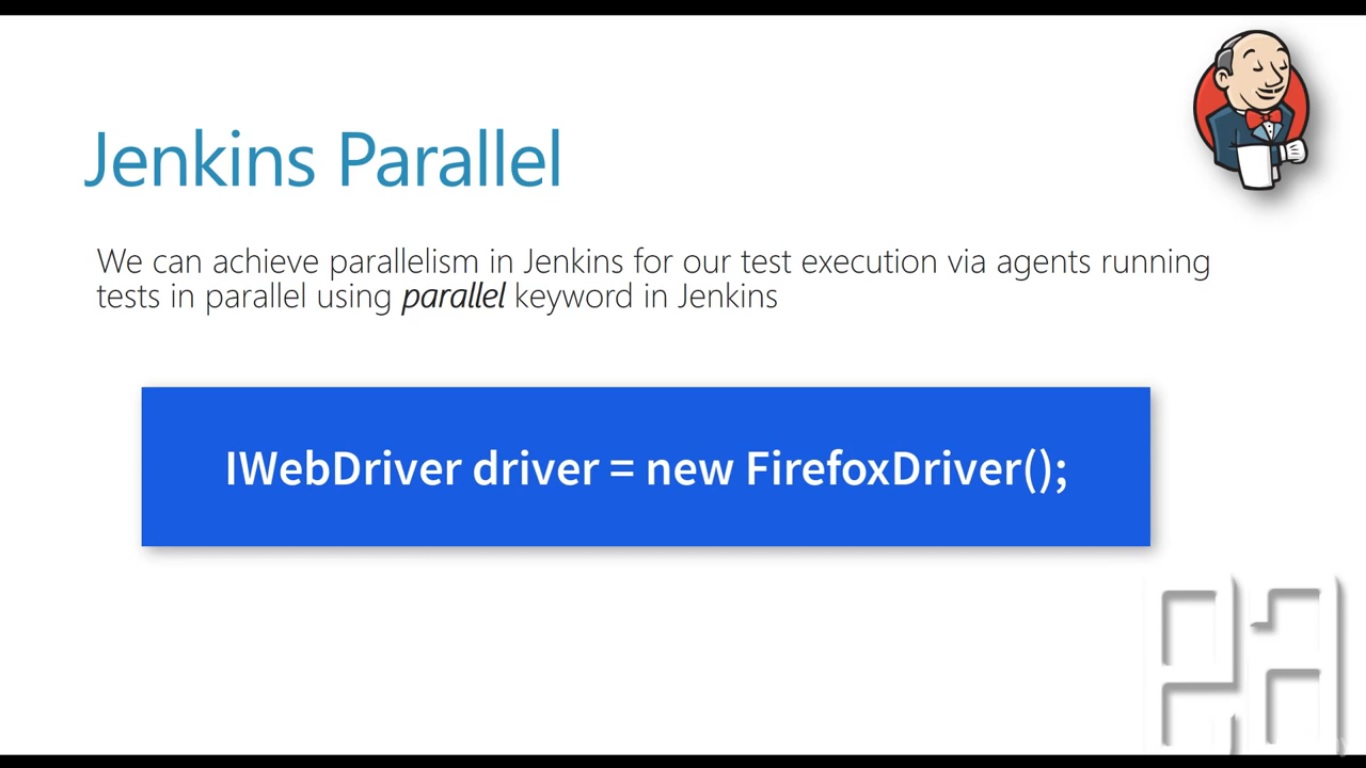 Jenkins Parallel
We can achieve parallelism in Jenkins for our test execution via agents running
tests in parallel using parallel keyword in Jenkins
IWebDriver driver = new FirefoxDriver();